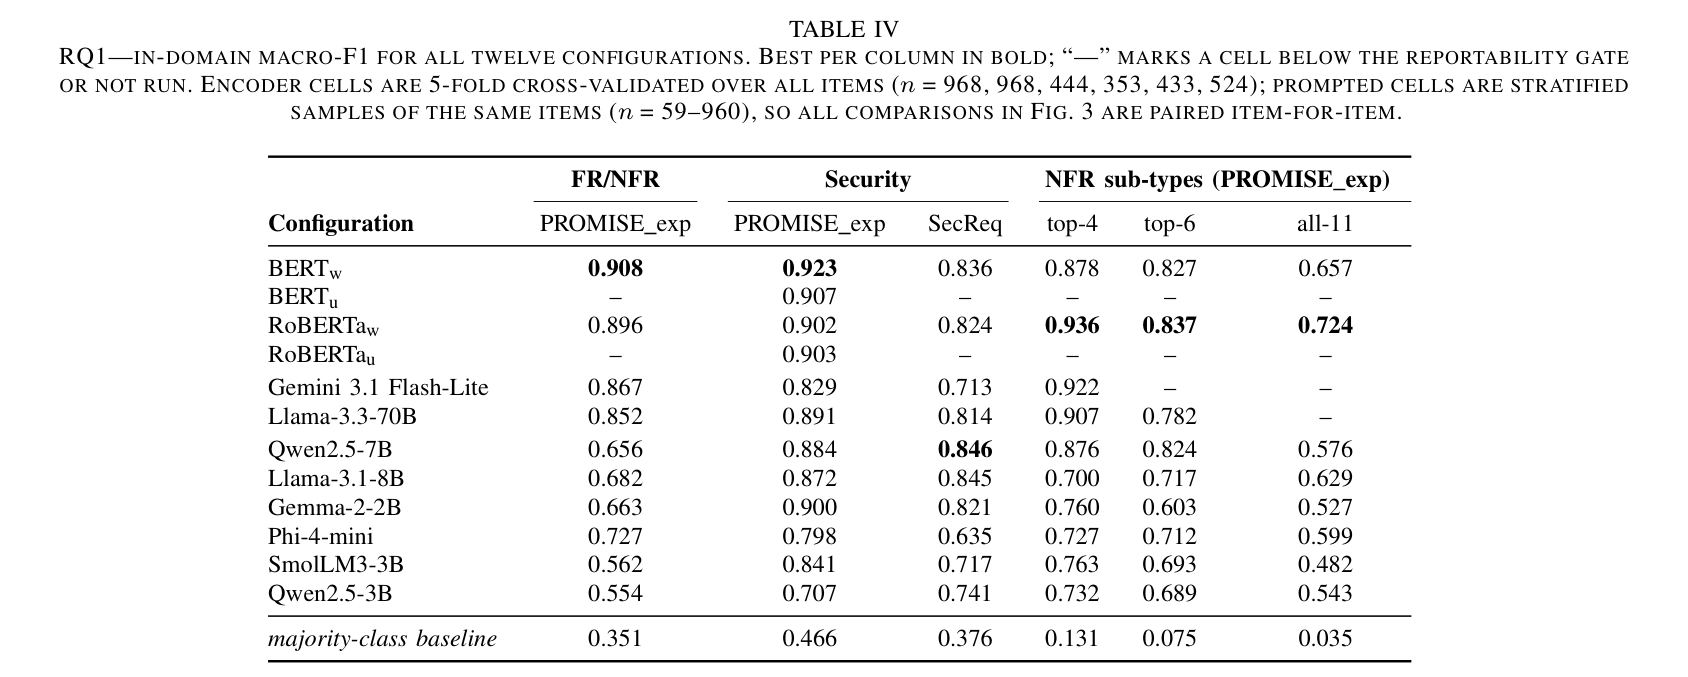 TABLE IV
RQ1—IN-DOMAIN MACRO-F1 FOR ALL TWELVE CONFIGURATIONS. BEST PER COLUMN IN BOLD; “—” MARKS A CELL BELOW THE REPORTABILITY GATE
OR NOT RUN. ENCODER CELLS ARE 5-FOLD CROSS-VALIDATED OVER ALL ITEMS (n = 968, 968, 444, 353, 433, 524); PROMPTED CELLS ARE STRATIFIED
SAMPLES OF THE SAME ITEMS (n = 59–960), SO ALL COMPARISONS IN FIG. 3 ARE PAIRED ITEM-FOR-ITEM.
FR/NFR Security NFR sub-types (PROMISE_exp)
Configuration PROMISE_exp PROMISE_exp SecReq top-4 top-6 all-11
BERTw 0.908 0.923 0.836 0.878 0.827 0.657
BERTu – 0.907 – – – –
RoBERTaw 0.896 0.902 0.824 0.936 0.837 0.724
RoBERTau – 0.903 – – – –
Gemini 3.1 Flash-Lite 0.867 0.829 0.713 0.922 – –
Llama-3.3-70B 0.852 0.891 0.814 0.907 0.782 –
Qwen2.5-7B 0.656 0.884 0.846 0.876 0.824 0.576
Llama-3.1-8B 0.682 0.872 0.845 0.700 0.717 0.629
Gemma-2-2B 0.663 0.900 0.821 0.760 0.603 0.527
Phi-4-mini 0.727 0.798 0.635 0.727 0.712 0.599
SmolLM3-3B 0.562 0.841 0.717 0.763 0.693 0.482
Qwen2.5-3B 0.554 0.707 0.741 0.732 0.689 0.543
majority-class baseline 0.351 0.466 0.376 0.131 0.075 0.035